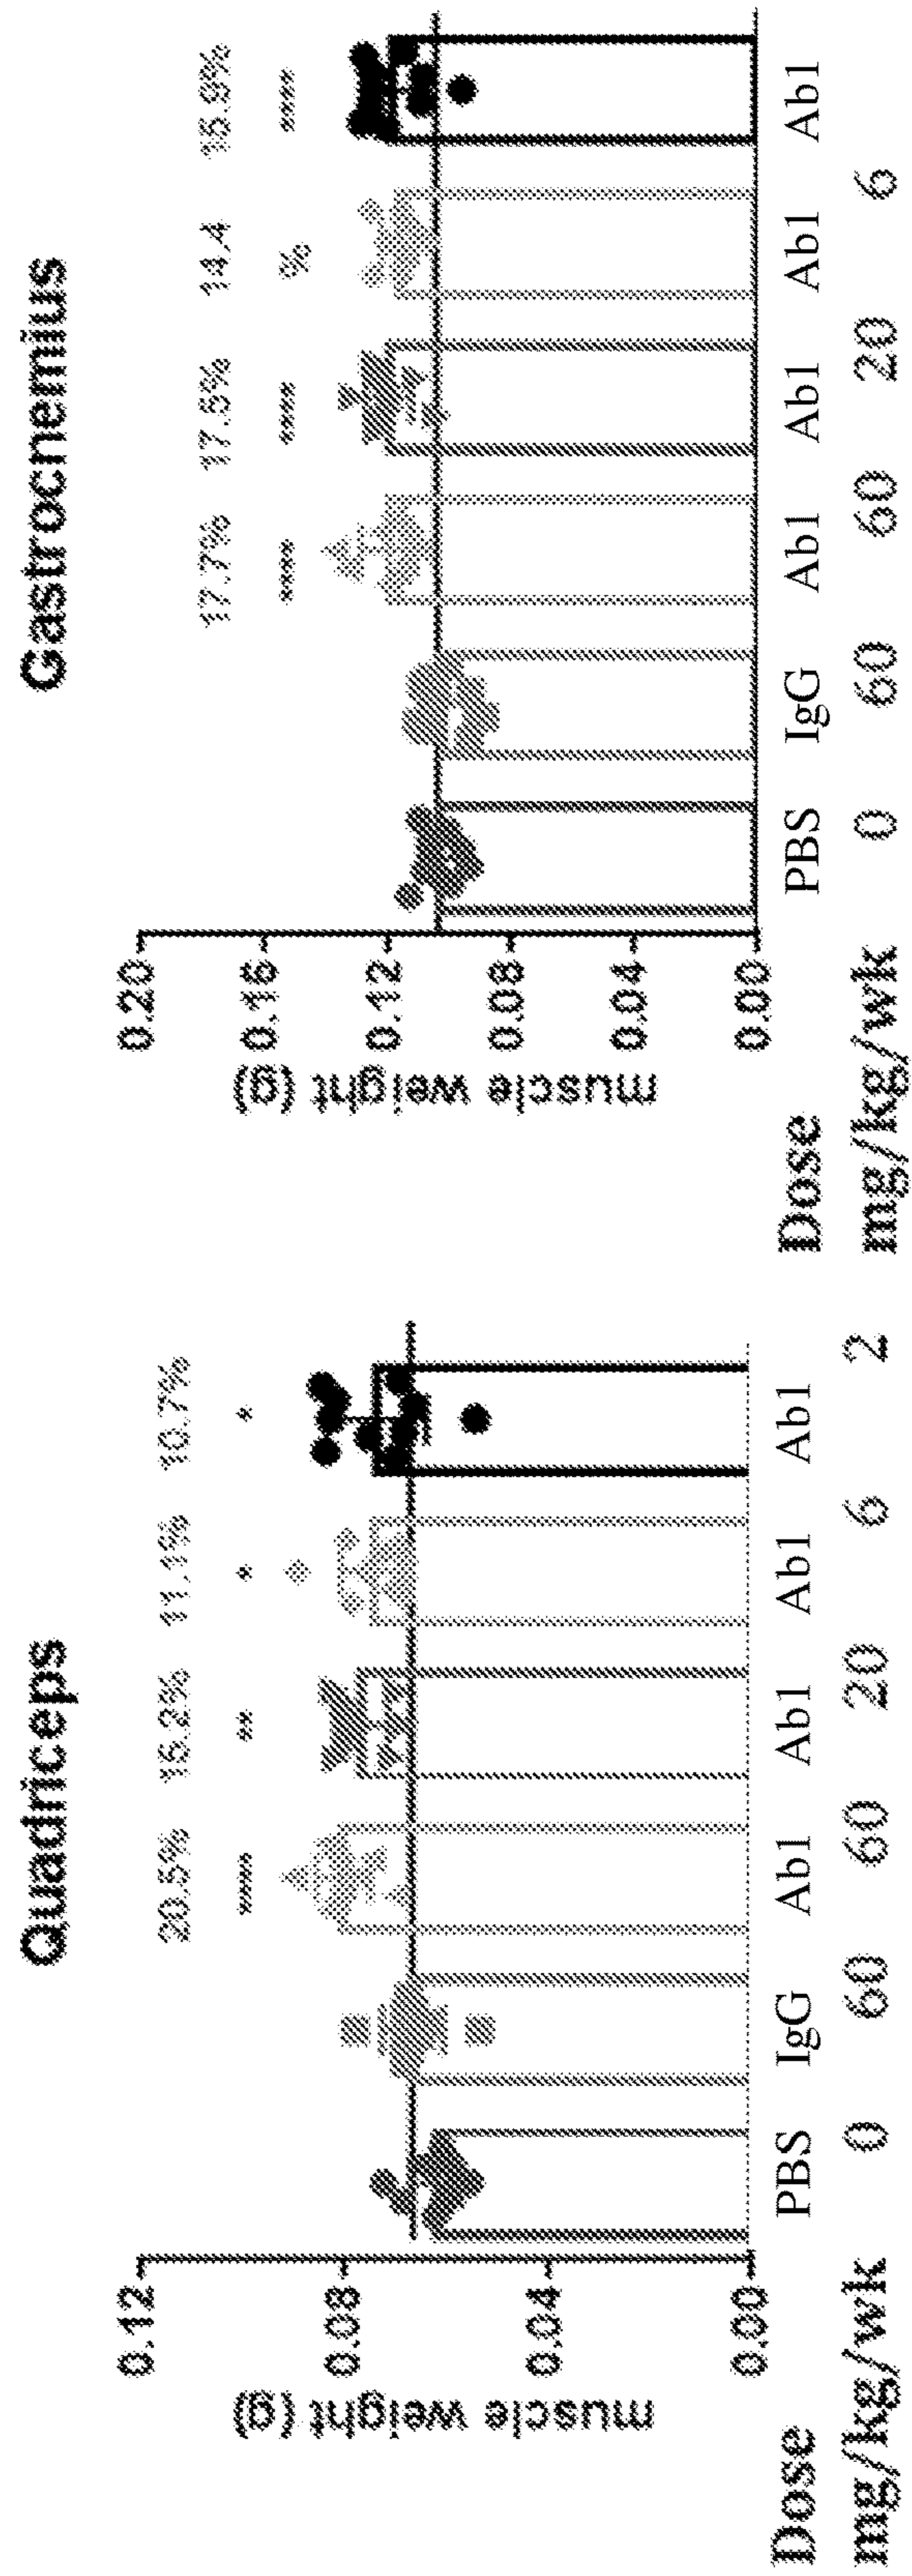 Quadriceps
20.5% 15.2% 11.1% 10.7%
**** ** * *
muscle weight (g)
0.12
0.08
0.04
0.00
PBS IgG Ab1 Ab1 Ab1 Ab1
Dose
mg/kg/wk 0 60 60 20 6 2
Gastrocnemius
17.7% 17.5% 14.4 15.9%
%
**** **** ****
muscle weight (g)
0.20
0.16
0.12
0.08
0.04
0.00
PBS IgG Ab1 Ab1 Ab1 Ab1
Dose
mg/kg/wk 0 60 60 20 6